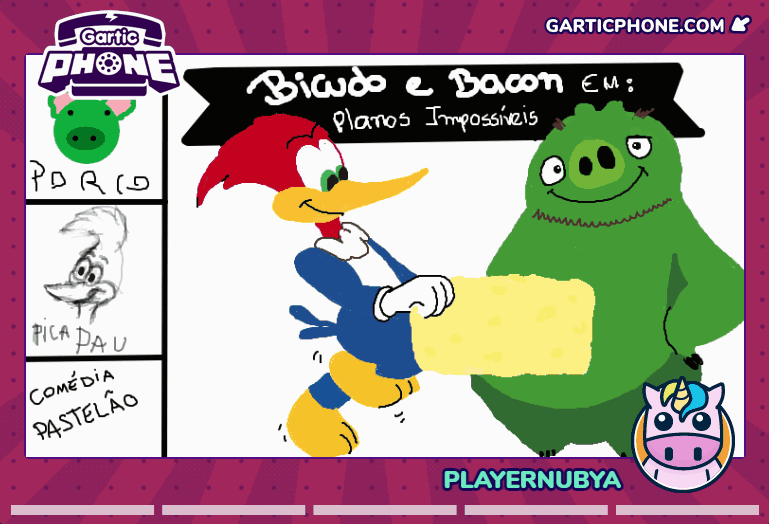 Gartic
PHONE
GARTICPHONE.COM
Bicudo e Bacon EM:
Planos Impossíveis
PORCO
PICA PAU
COMÉDIA
PASTELÃO
PLAYERNUBYA